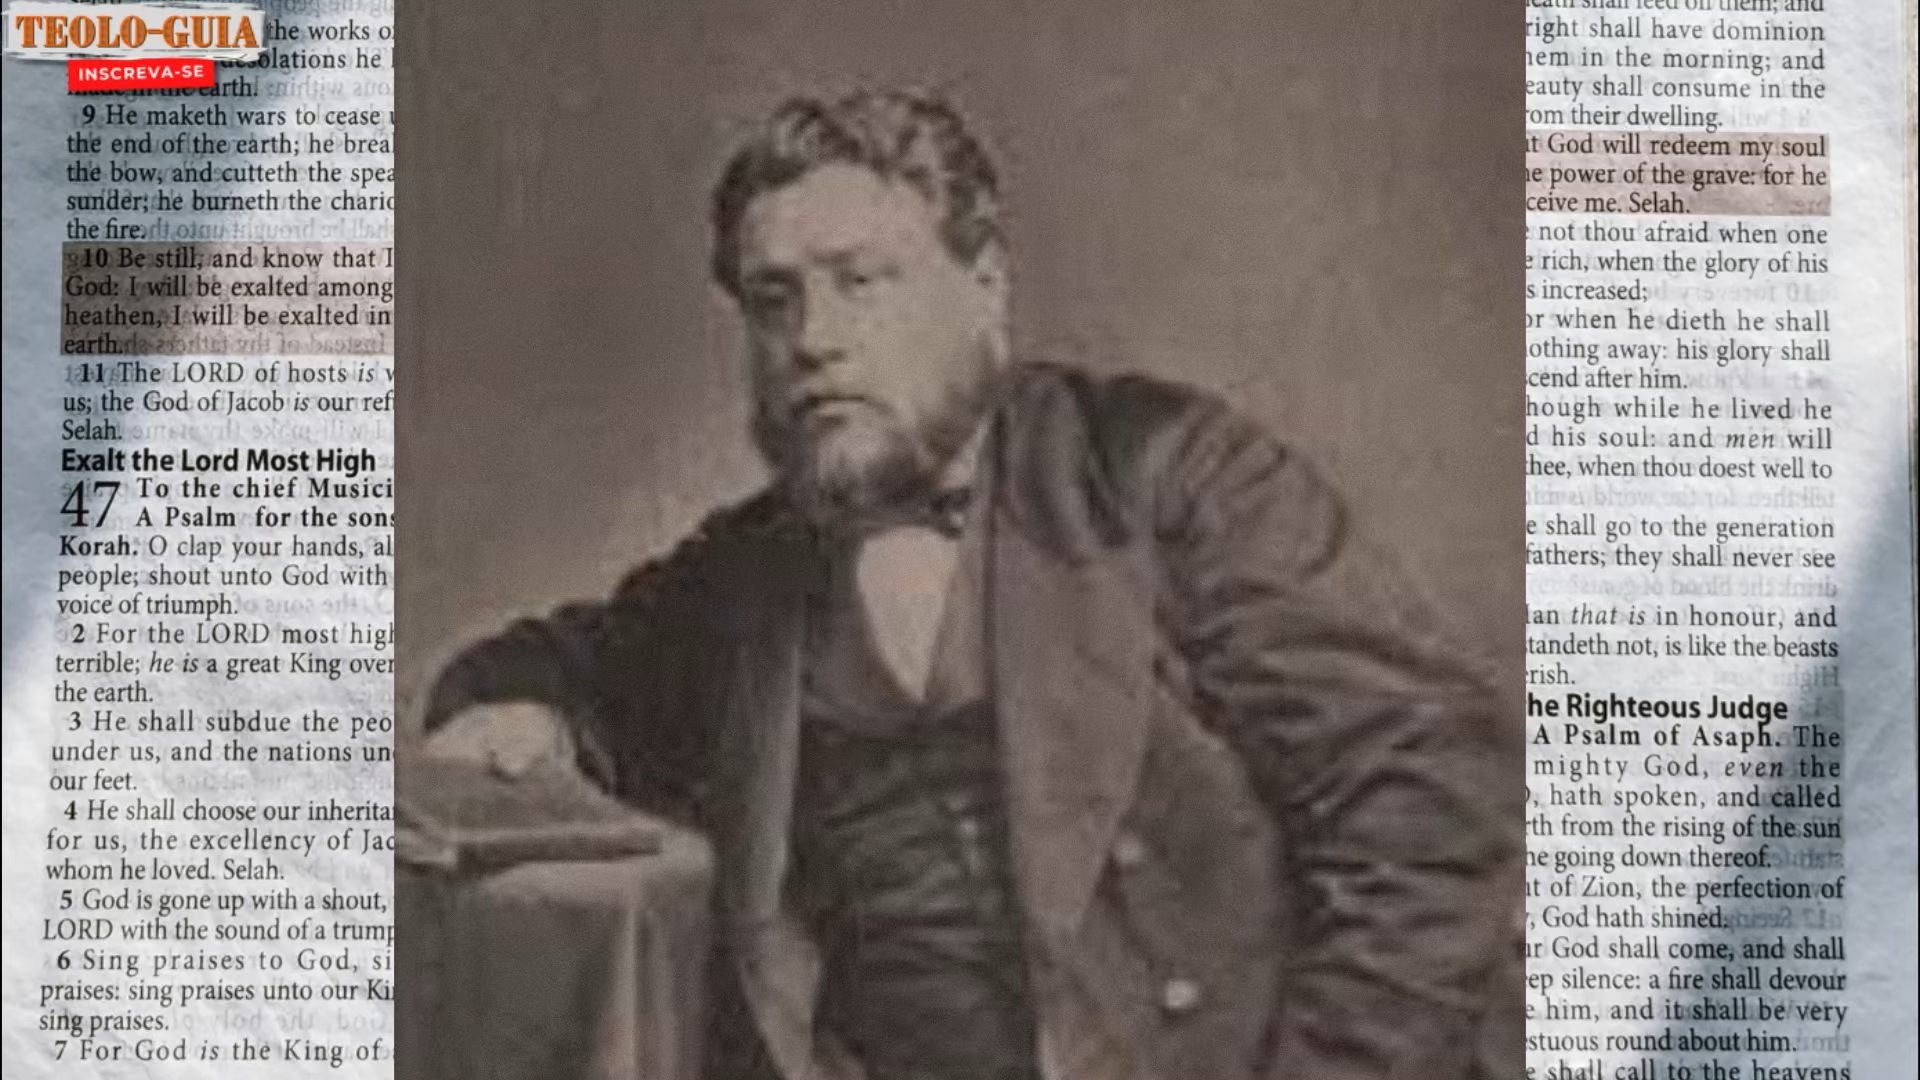 TEOLO-GUIA
INSCREVA-SE
the works o
he
earth.
9 He maketh wars to cease
the end of the earth; he brea
the bow, and cutteth the spea
sunder; he burneth the chario
the fire.
10 Be still, and know that I
God: I will be exalted among
heathen, I will be exalted in
earth.
11 The LORD of hosts is
us; the God of Jacob is our ref
Selah.
Exalt the Lord Most High
47 To the chief Musici
A Psalm for the sons
Korah. O clap your hands, al
people; shout unto God with
voice of triumph.
2 For the LORD most high
terrible; he is a great King over
the earth.
3 He shall subdue the peo
under us, and the nations un
our feet.
4 He shall choose our inherita
for us, the excellency of Jac
whom he loved. Selah.
5 God is gone up with a shout,
LORD with the sound of a trump
6 Sing praises to God, si
praises: sing praises unto our Ki
sing praises.
7 For God is the King of
shall feed on them; and
right shall have dominion
hem in the morning; and
eauty shall consume in the
rom their dwelling.
t God will redeem my soul
e power of the grave: for he
ceive me. Selah.
not thou afraid when one
e rich, when the glory of his
s increased;
or when he dieth he shall
othing away: his glory shall
cend after him.
hough while he lived he
d his soul: and men will
thee, when thou doest well to
e shall go to the generation
fathers; they shall never see
an that is in honour, and
tandeth not, is like the beasts
rish.
he Righteous Judge
A Psalm of Asaph. The
mighty God, even the
, hath spoken, and called
rth from the rising of the sun
he going down thereof.
t of Zion, the perfection of
, God hath shined.
ur God shall come, and shall
ep silence: a fire shall devour
e him, and it shall be very
stuous round about him.
e shall call to the heavens